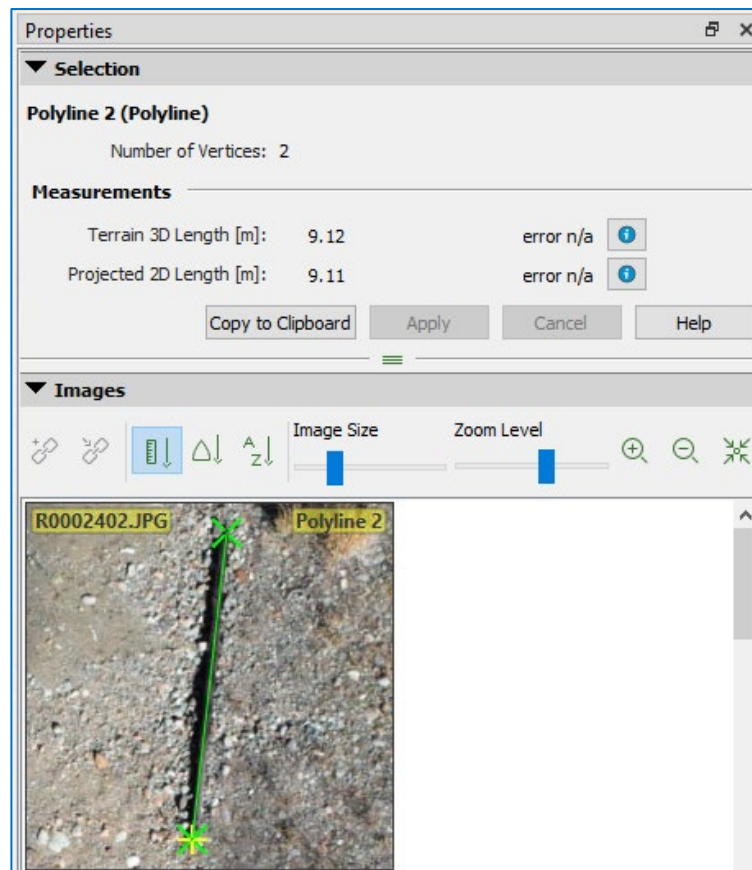 Properties
Selection
Polyline 2 (Polyline)
Number of Vertices: 2
Measurements
Terrain 3D Length [m]: 9.12 error n/a
Projected 2D Length [m]: 9.11 error n/a
Copy to Clipboard Apply Cancel Help
Images
Image Size Zoom Level
R0002402.JPG Polyline 2